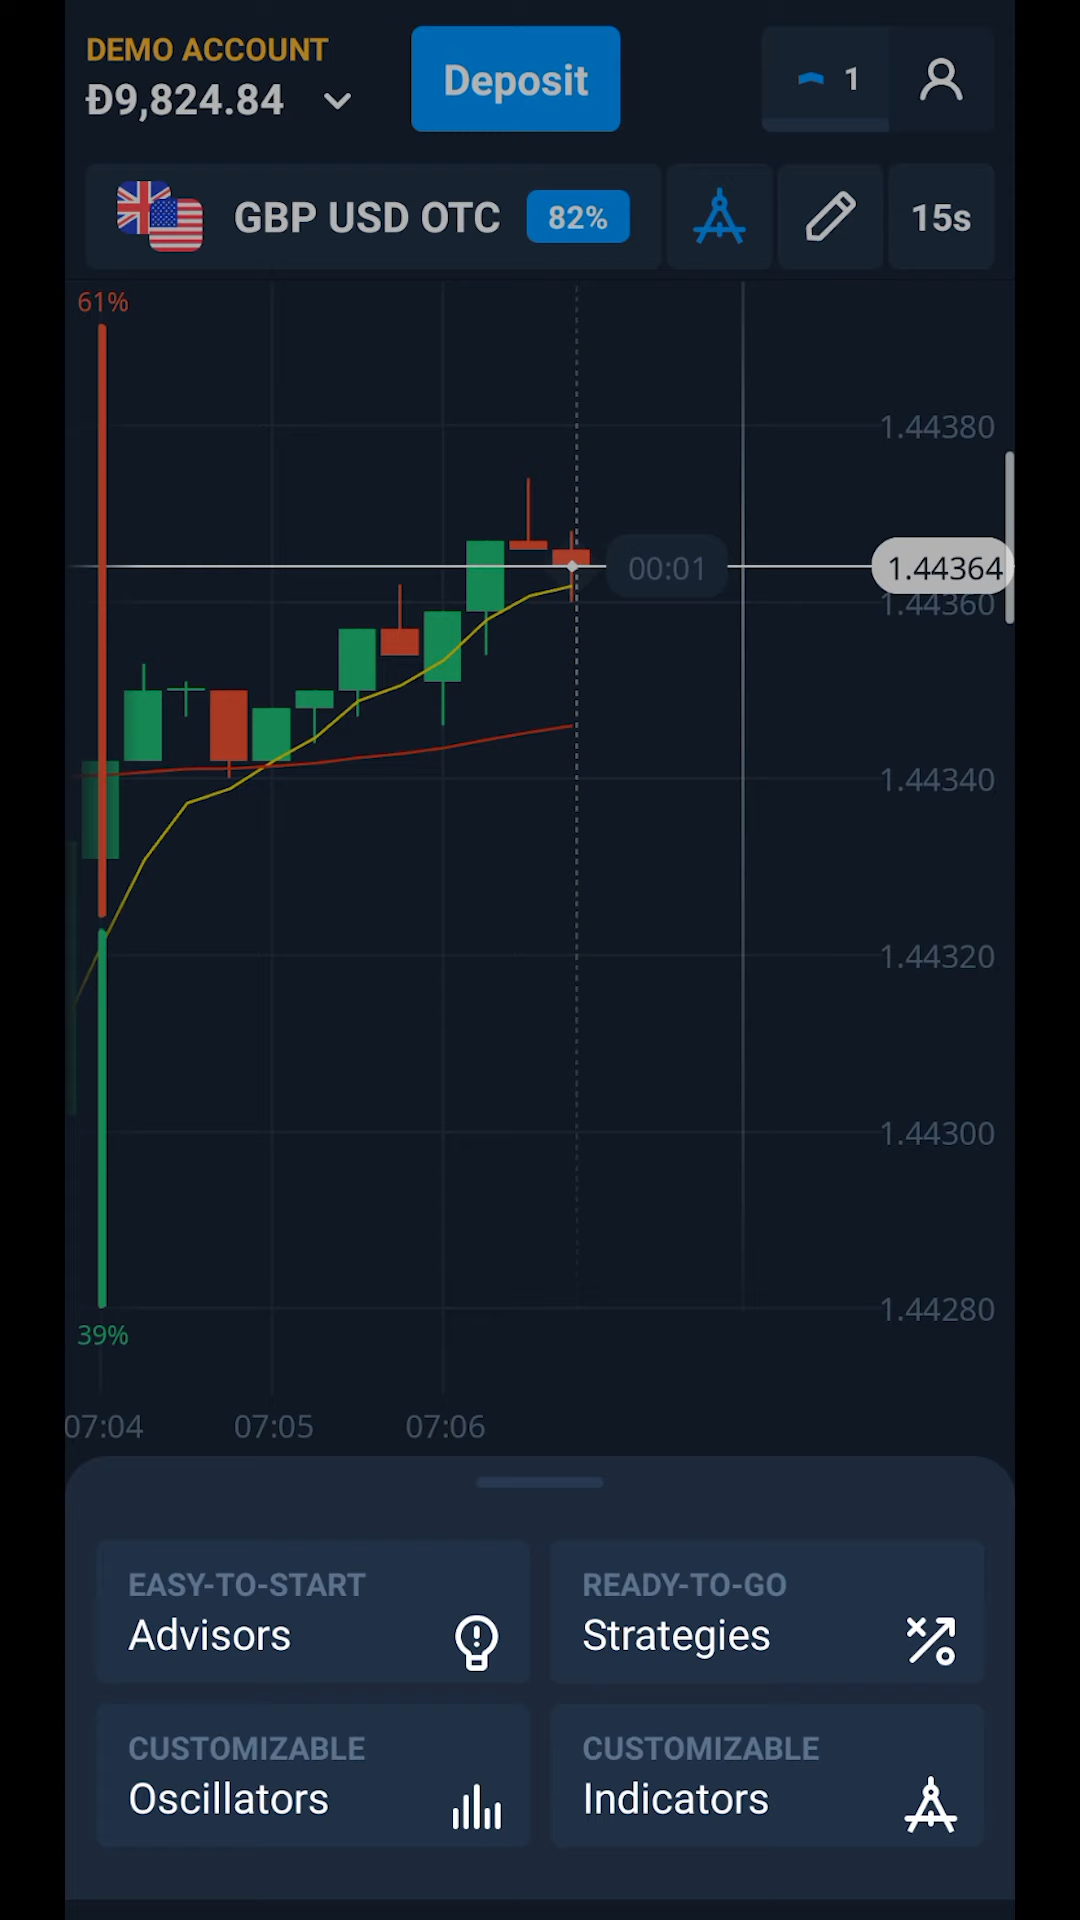 DEMO ACCOUNT
Đ9,824.84
Deposit
1
GBP USD OTC
82%
15s
61%
1.44380
00:01
1.44364
1.44360
1.44340
1.44320
1.44300
1.44280
39%
07:04
07:05
07:06
EASY-TO-START
Advisors
READY-TO-GO
Strategies
CUSTOMIZABLE
Oscillators
CUSTOMIZABLE
Indicators